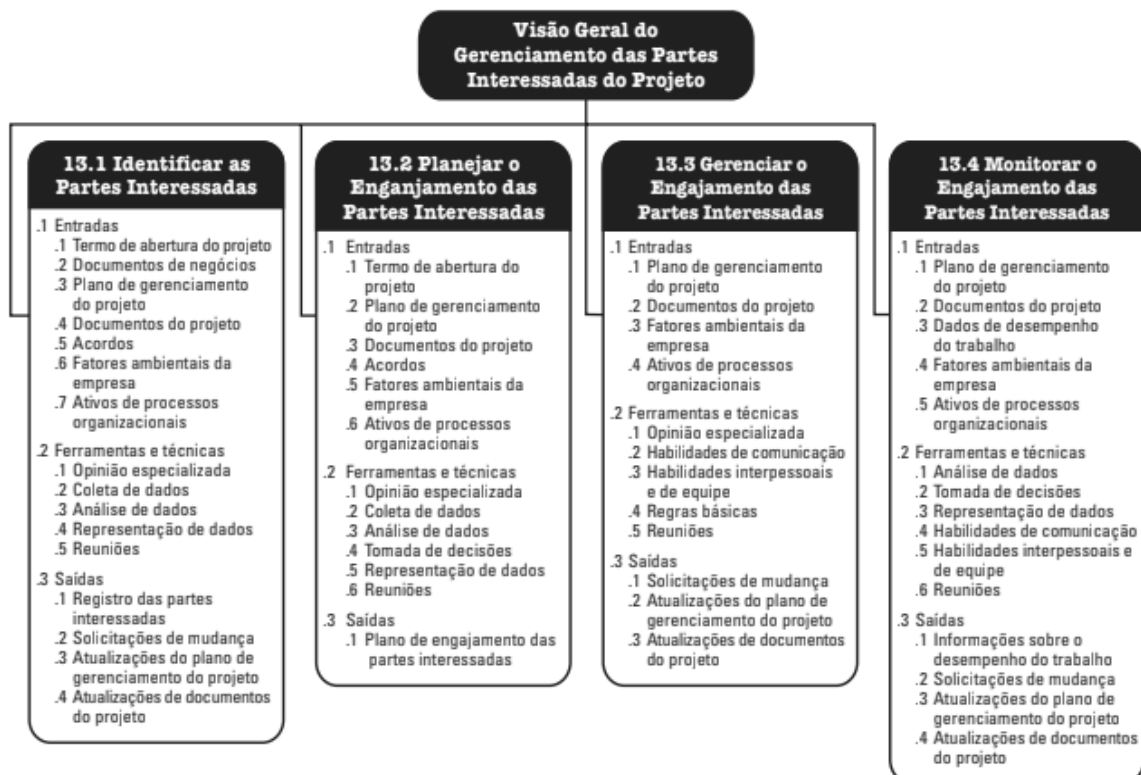 Visão Geral do
Gerenciamento das Partes
Interessadas do Projeto
13.1 Identificar as
Partes Interessadas
.1 Entradas
.1 Termo de abertura do projeto
.2 Documentos de negócios
.3 Plano de gerenciamento
do projeto
.4 Documentos do projeto
.5 Acordos
.6 Fatores ambientais da
empresa
.7 Ativos de processos
organizacionais
.2 Ferramentas e técnicas
.1 Opinião especializada
.2 Coleta de dados
.3 Análise de dados
.4 Representação de dados
.5 Reuniões
.3 Saídas
.1 Registro das partes
interessadas
.2 Solicitações de mudança
.3 Atualizações do plano de
gerenciamento do projeto
.4 Atualizações de documentos
do projeto
13.2 Planejar o
Enganjamento das
Partes Interessadas
.1 Entradas
.1 Termo de abertura do
projeto
.2 Plano de gerenciamento
do projeto
.3 Documentos do projeto
.4 Acordos
.5 Fatores ambientais da
empresa
.6 Ativos de processos
organizacionais
.2 Ferramentas e técnicas
.1 Opinião especializada
.2 Coleta de dados
.3 Análise de dados
.4 Tomada de decisões
.5 Representação de dados
.6 Reuniões
.3 Saídas
.1 Plano de engajamento das
partes interessadas
13.3 Gerenciar o
Engajamento das
Partes Interessadas
.1 Entradas
.1 Plano de gerenciamento
do projeto
.2 Documentos do projeto
.3 Fatores ambientais da
empresa
.4 Ativos de processos
organizacionais
.2 Ferramentas e técnicas
.1 Opinião especializada
.2 Habilidades de comunicação
.3 Habilidades interpessoais
e de equipe
.4 Regras básicas
.5 Reuniões
.3 Saídas
.1 Solicitações de mudança
.2 Atualizações do plano de
gerenciamento do projeto
.3 Atualizações de documentos
do projeto
13.4 Monitorar o
Engajamento das
Partes Interessadas
.1 Entradas
.1 Plano de gerenciamento
do projeto
.2 Documentos do projeto
.3 Dados de desempenho
do trabalho
.4 Fatores ambientais da
empresa
.5 Ativos de processos
organizacionais
.2 Ferramentas e técnicas
.1 Análise de dados
.2 Tomada de decisões
.3 Representação de dados
.4 Habilidades de comunicação
.5 Habilidades interpessoais e
de equipe
.6 Reuniões
.3 Saídas
.1 Informações sobre o
desempenho do trabalho
.2 Solicitações de mudança
.3 Atualizações do plano de
gerenciamento do projeto
.4 Atualizações de documentos
do projeto